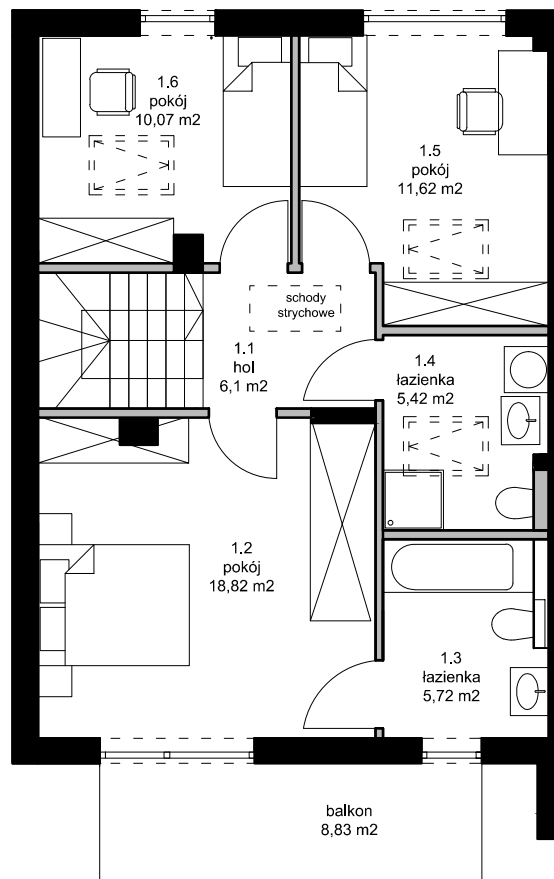 1.6
pokój
10,07 m2
1.5
pokój
11,62 m2
schody
strychowe
1.1
hol
6,1 m2
1.4
łazienka
5,42 m2
1.2
pokój
18,82 m2
1.3
łazienka
5,72 m2
balkon
8,83 m2